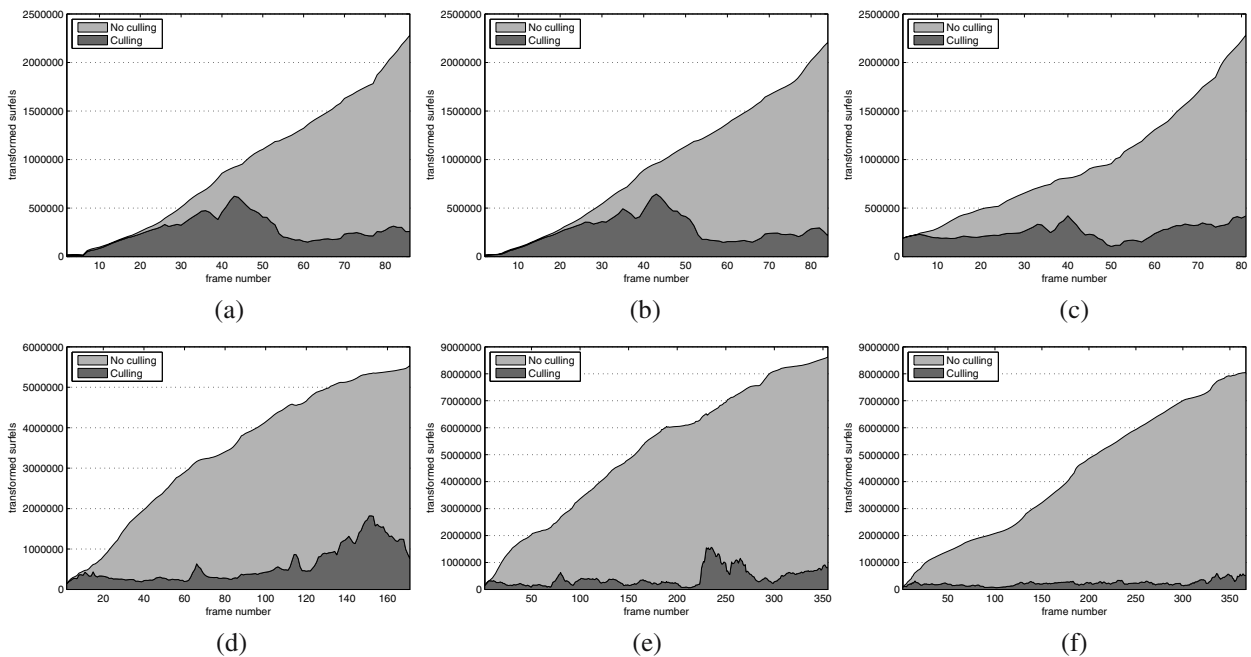 2500000
2000000
1500000
1000000
500000
0
transformed surfels
No culling
Culling
10 20 30 40 50 60 70 80
frame number
(a)
2500000
2000000
1500000
1000000
500000
0
transformed surfels
No culling
Culling
10 20 30 40 50 60 70 80
frame number
(b)
2500000
2000000
1500000
1000000
500000
0
transformed surfels
No culling
Culling
10 20 30 40 50 60 70 80
frame number
(c)
6000000
5000000
4000000
3000000
2000000
1000000
0
transformed surfels
No culling
Culling
20 40 60 80 100 120 140 160
frame number
(d)
9000000
8000000
7000000
6000000
5000000
4000000
3000000
2000000
1000000
0
transformed surfels
No culling
Culling
50 100 150 200 250 300 350
frame number
(e)
9000000
8000000
7000000
6000000
5000000
4000000
3000000
2000000
1000000
0
transformed surfels
No culling
Culling
50 100 150 200 250 300 350
frame number
(f)